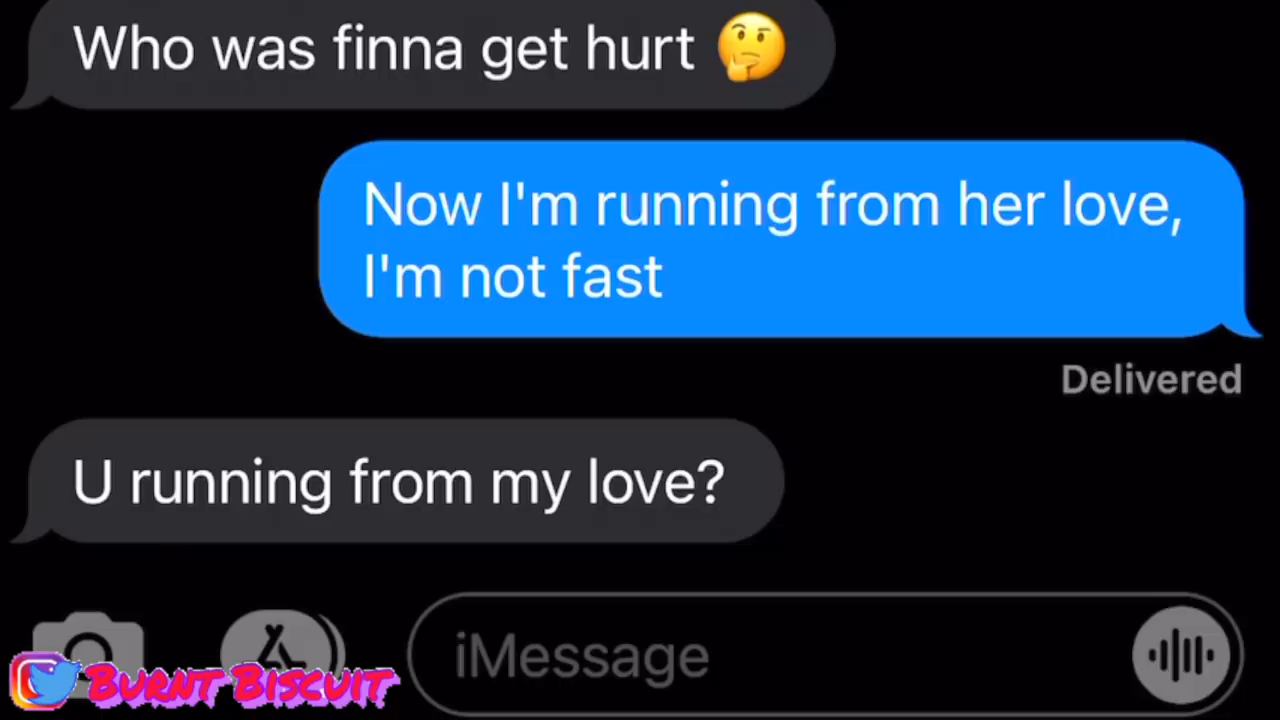 Who was finna get hurt 🤔
Now I'm running from her love,
I'm not fast
Delivered
U running from my love?
iMessage
Burnt Biscuit